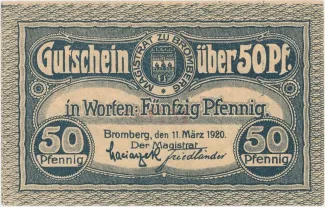 Gutschein über 50 Pf.
MAGISTRAT ZU BROMBERG
in Worten: Fünfzig Pfennig.
Bromberg, den 11. März 1920.
Der Magistrat
50 Pfennig
50 Pfennig
Friedländer